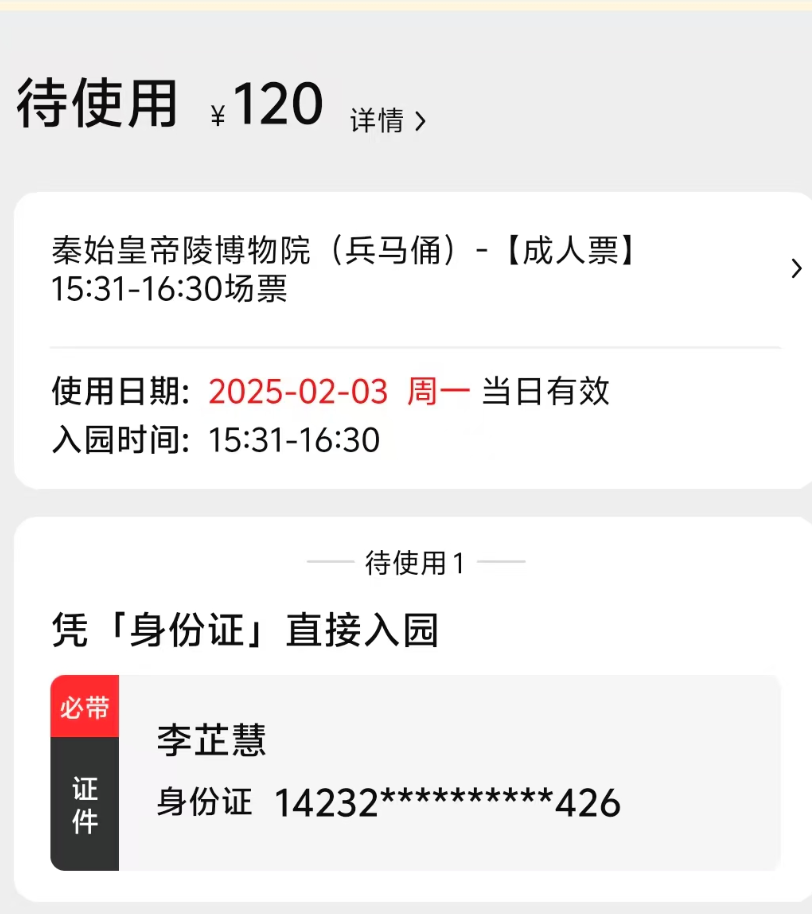 待使用 ¥120 详情 >
秦始皇帝陵博物院（兵马俑）-【成人票】
15:31-16:30场票
使用日期: 2025-02-03 周一 当日有效
入园时间: 15:31-16:30
待使用1
凭「身份证」直接入园
必带
证件
李芷慧
身份证 14232**********426